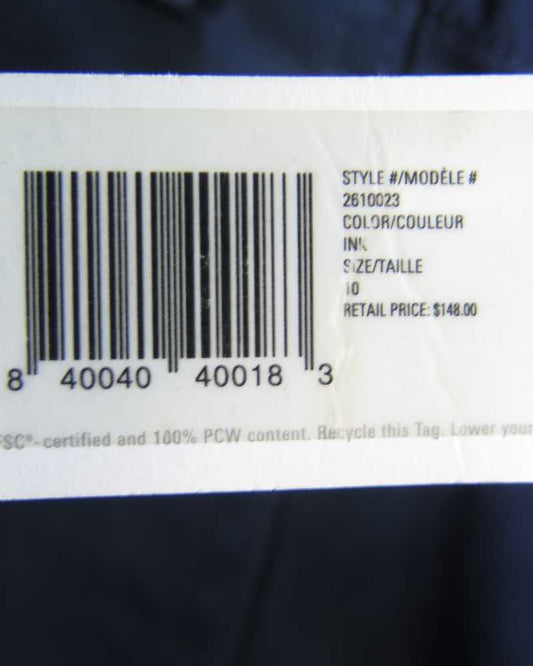 STYLE #/MODÈLE #
2610023
COLOR/COULEUR
INK
SIZE/TAILLE
10
RETAIL PRICE: $148.00
8 40040 40018 3
FSC®-certified and 100% PCW content. Recycle this Tag. Lower your